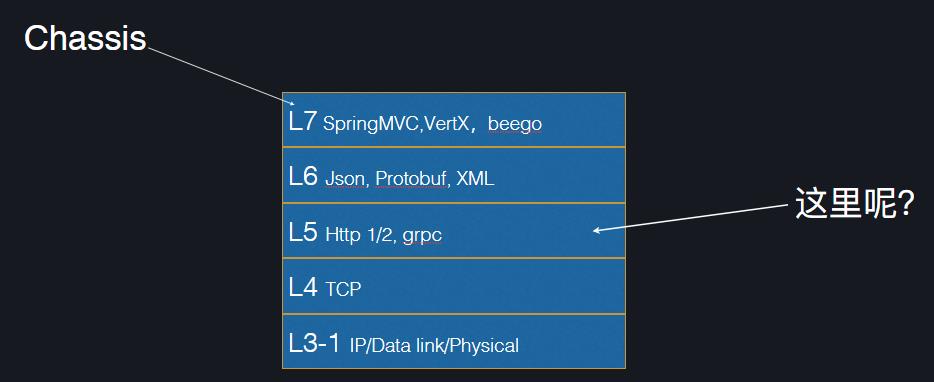 Chassis
L7 SpringMVC,VertX，beego
L6 Json, Protobuf, XML
这里呢?
L5 Http 1/2, grpc
L4 TCP
L3-1 IP/Data link/Physical